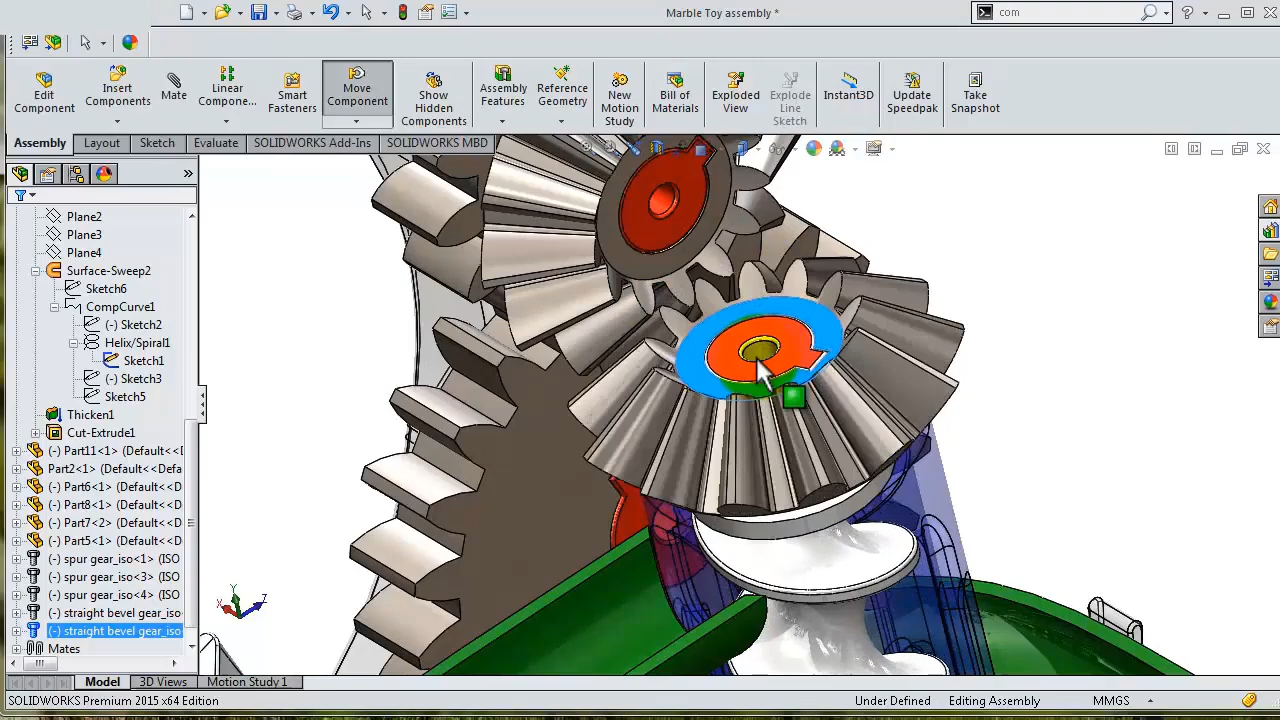 Marble Toy assembly *
com
Edit Component
Insert Components
Mate
Linear Compone...
Smart Fasteners
Move Component
Show Hidden Components
Assembly Features
Reference Geometry
New Motion Study
Bill of Materials
Exploded View
Explode Line Sketch
Instant3D
Update Speedpak
Take Snapshot
Assembly Layout Sketch Evaluate SOLIDWORKS Add-Ins SOLIDWORKS MBD
Plane2
Plane3
Plane4
Surface-Sweep2
Sketch6
CompCurve1
(-) Sketch2
Helix/Spiral1
Sketch1
(-) Sketch3
Sketch5
Thicken1
Cut-Extrude1
(-) Part11<1> (Default<<D
Part2<1> (Default<<Defa
(-) Part6<1> (Default<<D
(-) Part8<1> (Default<<D
(-) Part7<2> (Default<<D
(-) Part5<1> (Default<<D
(-) spur gear_iso<1> (ISO
(-) spur gear_iso<3> (ISO
(-) spur gear_iso<4> (ISO
(-) straight bevel gear_iso
(-) straight bevel gear_iso
Mates
Y
X
Z
Model 3D Views Motion Study 1
SOLIDWORKS Premium 2015 x64 Edition Under Defined Editing Assembly MMGS